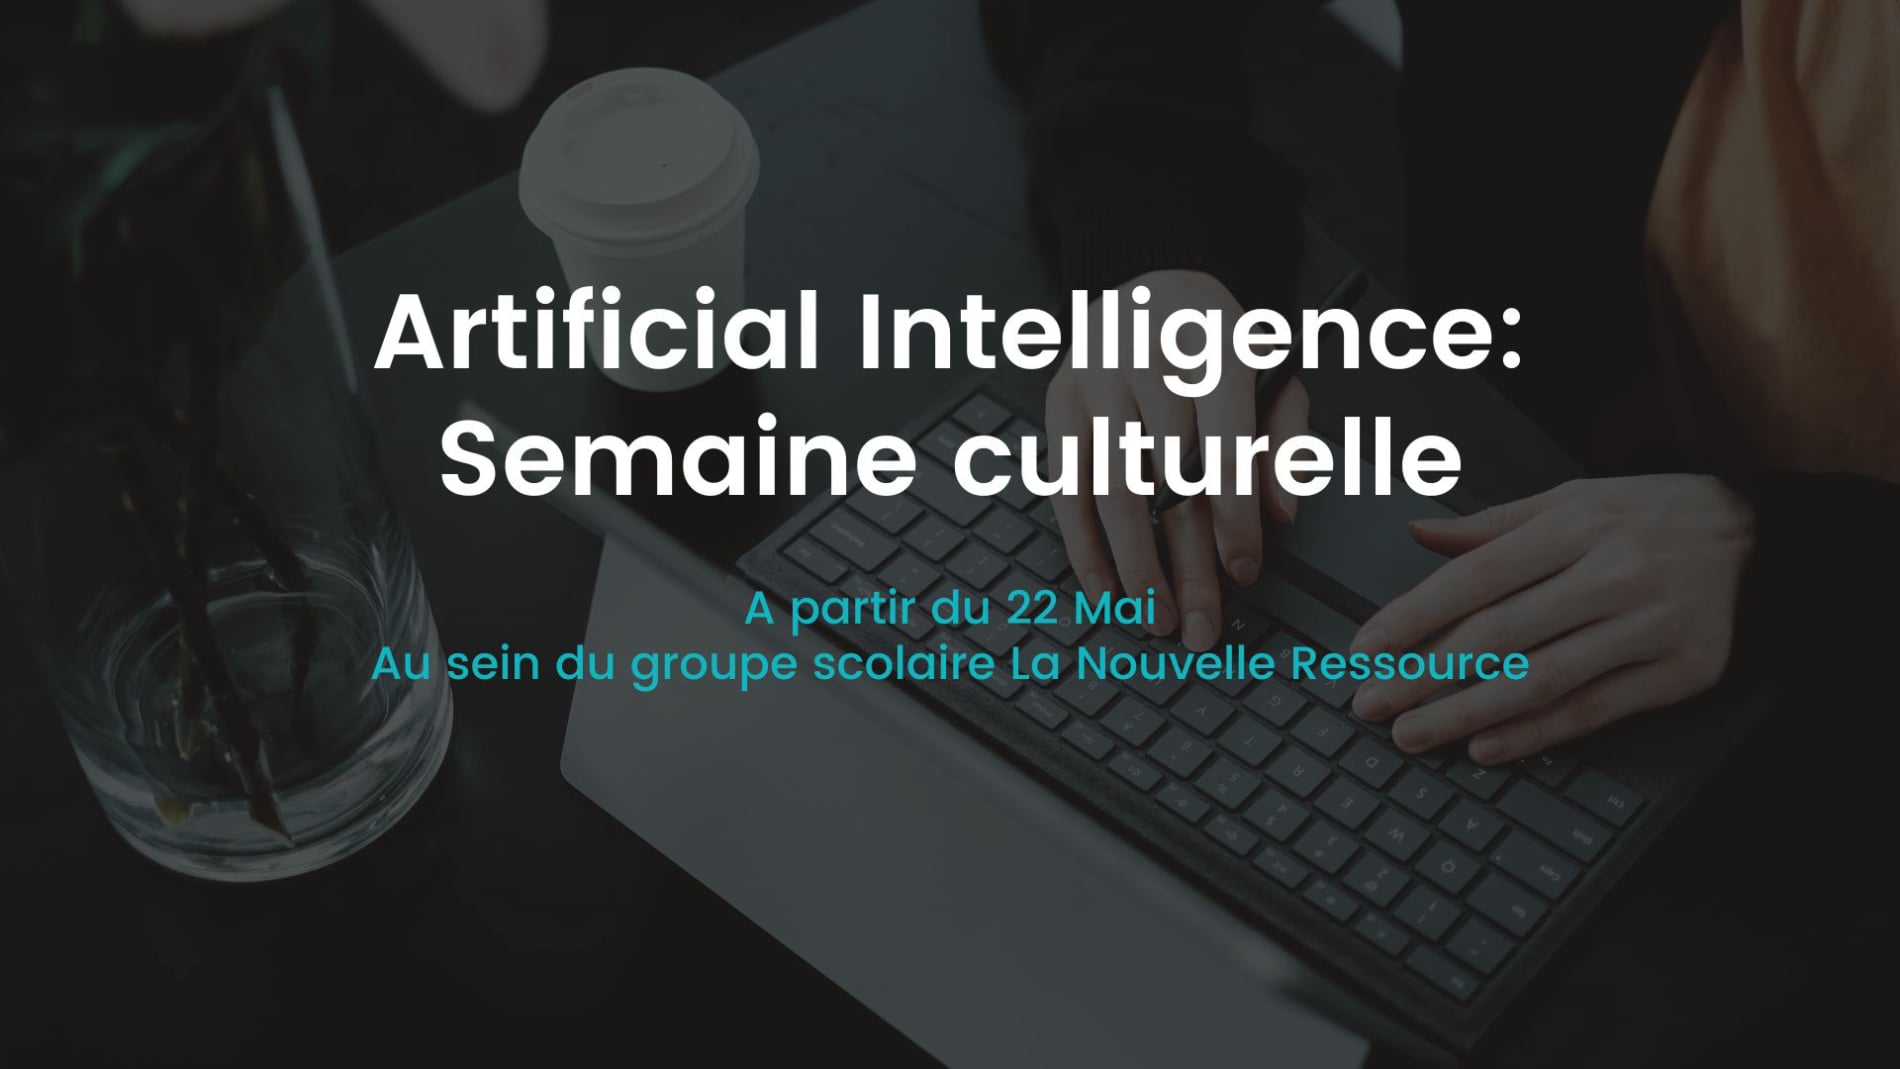 Artificial Intelligence:
Semaine culturelle
A partir du 22 Mai
Au sein du groupe scolaire La Nouvelle Ressource